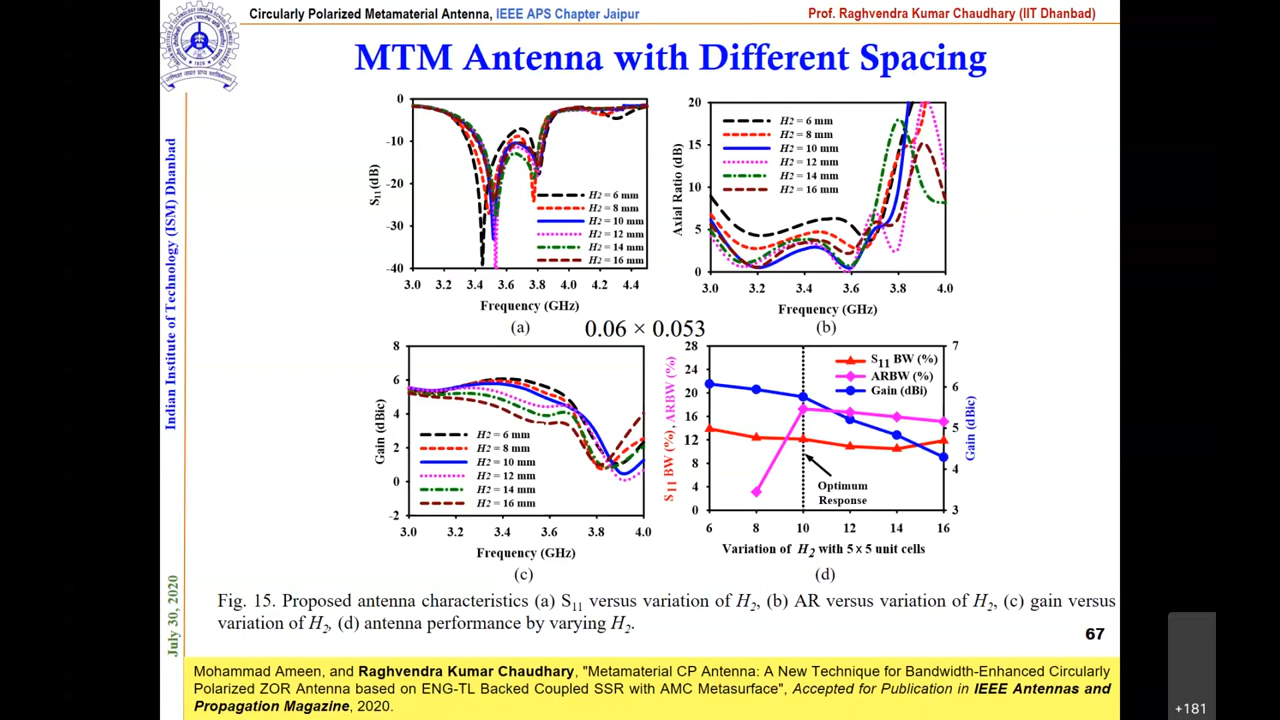 Circularly Polarized Metamaterial Antenna, IEEE APS Chapter Jaipur
Prof. Raghvendra Kumar Chaudhary (IIT Dhanbad)
MTM Antenna with Different Spacing
Indian Institute of Technology (ISM) Dhanbad
July 30, 2020
0
-10
-20
-30
-40
S11 (dB)
H2 = 6 mm
H2 = 8 mm
H2 = 10 mm
H2 = 12 mm
H2 = 14 mm
H2 = 16 mm
3.0 3.2 3.4 3.6 3.8 4.0 4.2 4.4
Frequency (GHz)
(a)
20
15
10
5
0
Axial Ratio (dB)
H2 = 6 mm
H2 = 8 mm
H2 = 10 mm
H2 = 12 mm
H2 = 14 mm
H2 = 16 mm
3.0 3.2 3.4 3.6 3.8 4.0
Frequency (GHz)
(b)
0.06 × 0.053
8
6
4
2
0
-2
Gain (dBic)
H2 = 6 mm
H2 = 8 mm
H2 = 10 mm
H2 = 12 mm
H2 = 14 mm
H2 = 16 mm
3.0 3.2 3.4 3.6 3.8 4.0
Frequency (GHz)
(c)
28
24
20
16
12
8
4
0
S11 BW (%), ARBW (%)
S11 BW (%)
ARBW (%)
Gain (dBi)
7
6
5
4
3
Gain (dBic)
Optimum
Response
6 8 10 12 14 16
Variation of H2 with 5 x 5 unit cells
(d)
Fig. 15. Proposed antenna characteristics (a) S11 versus variation of H2, (b) AR versus variation of H2, (c) gain versus
variation of H2, (d) antenna performance by varying H2.
67
Mohammad Ameen, and Raghvendra Kumar Chaudhary, "Metamaterial CP Antenna: A New Technique for Bandwidth-Enhanced Circularly
Polarized ZOR Antenna based on ENG-TL Backed Coupled SSR with AMC Metasurface", Accepted for Publication in IEEE Antennas and
Propagation Magazine, 2020.
+181